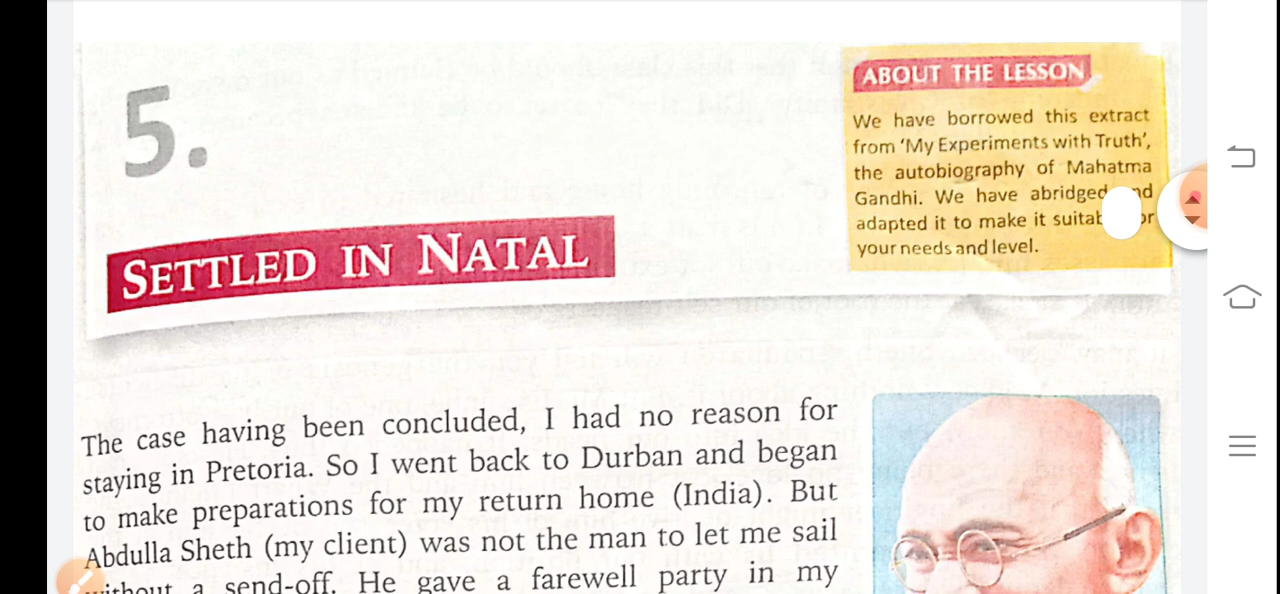 5.
SETTLED IN NATAL
ABOUT THE LESSON
We have borrowed this extract
from ‘My Experiments with Truth’,
the autobiography of Mahatma
Gandhi. We have abridged
adapted it to make it
your needs and level.
The case having been concluded, I had no reason for
staying in Pretoria. So I went back to Durban and began
to make preparations for my return home (India). But
Abdulla Sheth (my client) was not the man to let me sail
without a send-off. He gave a farewell party in my